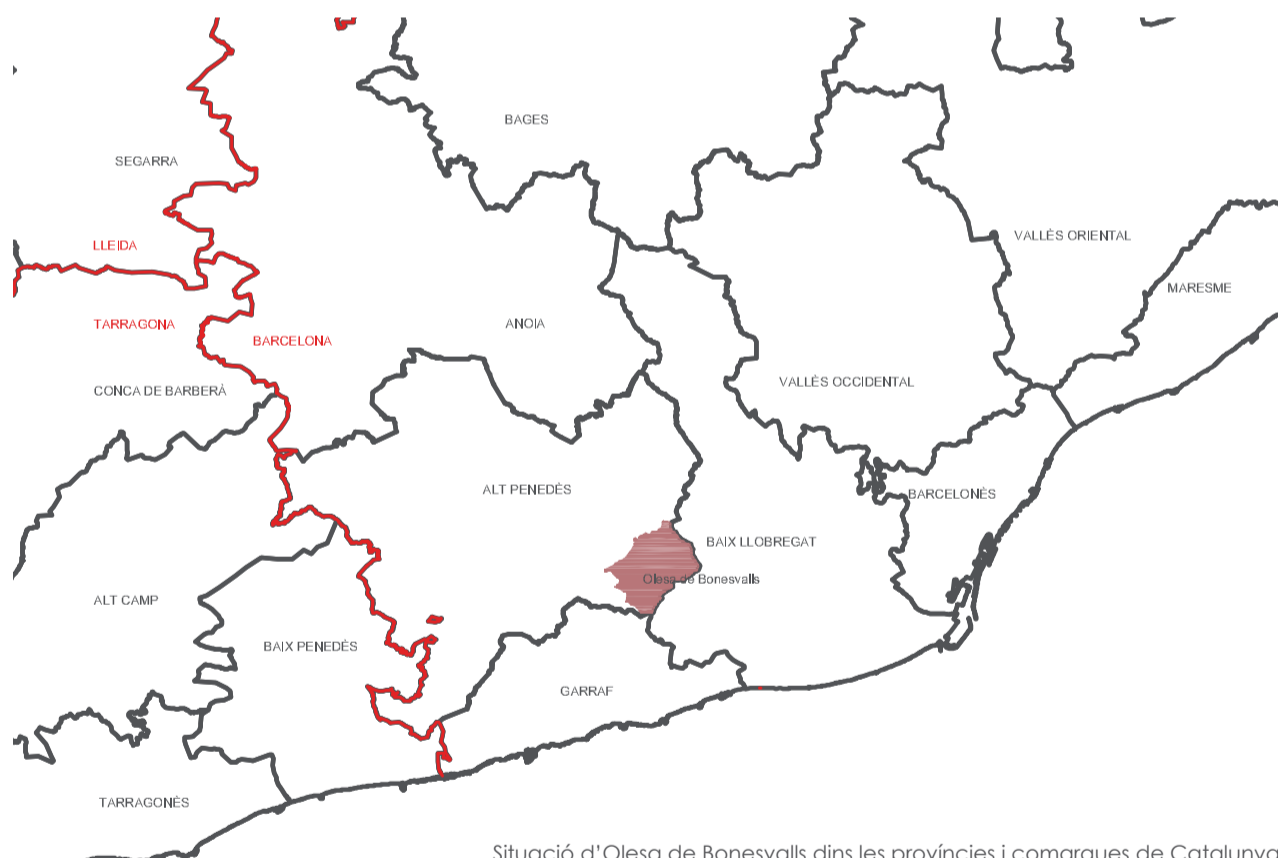 BAGES
SEGARRA
VALLÈS ORIENTAL
LLEIDA
MARESME
TARRAGONA
ANOIA
BARCELONA
VALLÈS OCCIDENTAL
CONCA DE BARBERÀ
ALT PENEDÈS
BARCELONÈS
BAIX LLOBREGAT
Olesa de Bonesvalls
ALT CAMP
BAIX PENEDÈS
GARRAF
TARRAGONÈS
Situació d'Olesa de Bonesvalls dins les províncies i comarques de Catalunya